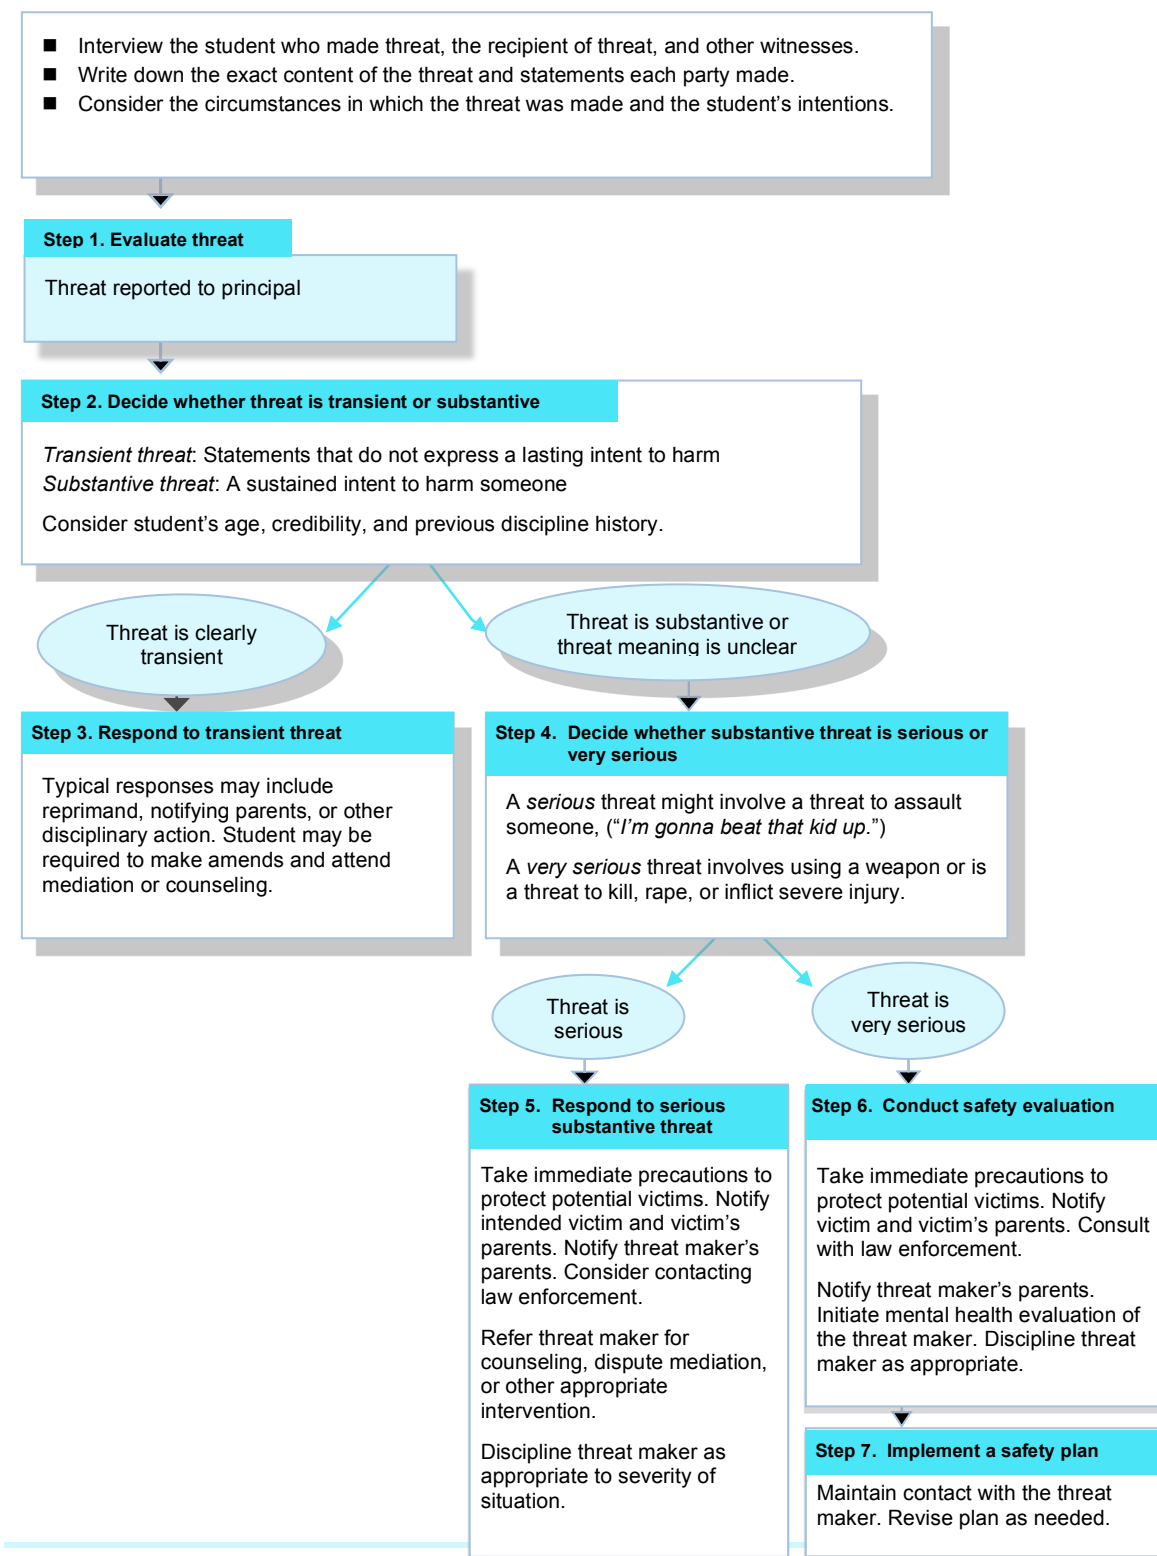 ■ Interview the student who made threat, the recipient of threat, and other witnesses.
■ Write down the exact content of the threat and statements each party made.
■ Consider the circumstances in which the threat was made and the student’s intentions.
Step 1. Evaluate threat
Threat reported to principal
Step 2. Decide whether threat is transient or substantive
Transient threat: Statements that do not express a lasting intent to harm
Substantive threat: A sustained intent to harm someone
Consider student’s age, credibility, and previous discipline history.
Threat is clearly
transient
Threat is substantive or
threat meaning is unclear
Step 3. Respond to transient threat
Typical responses may include
reprimand, notifying parents, or other
disciplinary action. Student may be
required to make amends and attend
mediation or counseling.
Step 4. Decide whether substantive threat is serious or
very serious
A serious threat might involve a threat to assault
someone, (“I’m gonna beat that kid up.”)
A very serious threat involves using a weapon or is
a threat to kill, rape, or inflict severe injury.
Threat is
serious
Threat is
very serious
Step 5. Respond to serious
substantive threat
Take immediate precautions to
protect potential victims. Notify
intended victim and victim’s
parents. Notify threat maker’s
parents. Consider contacting
law enforcement.
Refer threat maker for
counseling, dispute mediation,
or other appropriate
intervention.
Discipline threat maker as
appropriate to severity of
situation.
Step 6. Conduct safety evaluation
Take immediate precautions to
protect potential victims. Notify
victim and victim’s parents. Consult
with law enforcement.
Notify threat maker’s parents.
Initiate mental health evaluation of
the threat maker. Discipline threat
maker as appropriate.
Step 7. Implement a safety plan
Maintain contact with the threat
maker. Revise plan as needed.